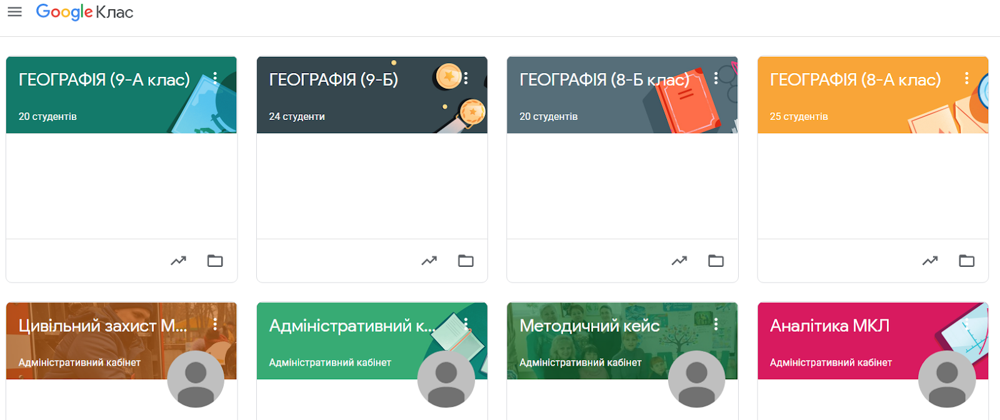 Google Клас
ГЕОГРАФІЯ (9-А клас)
20 студентів
ГЕОГРАФІЯ (9-Б)
24 студенти
ГЕОГРАФІЯ (8-Б клас)
20 студентів
ГЕОГРАФІЯ (8-А клас)
25 студентів
Цивільний захист М...
Адміністративний кабінет
Адміністративний к...
Адміністративний кабінет
Методичний кейс
Адміністративний кабінет
Аналітика МКЛ
Адміністративний кабінет